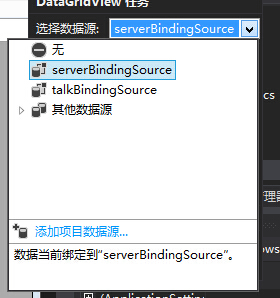 DataGridView 任务
选择数据源: serverBindingSource
无
serverBindingSource
talkBindingSource
其他数据源
添加项目数据源...
数据当前绑定到“serverBindingSource”。
cs